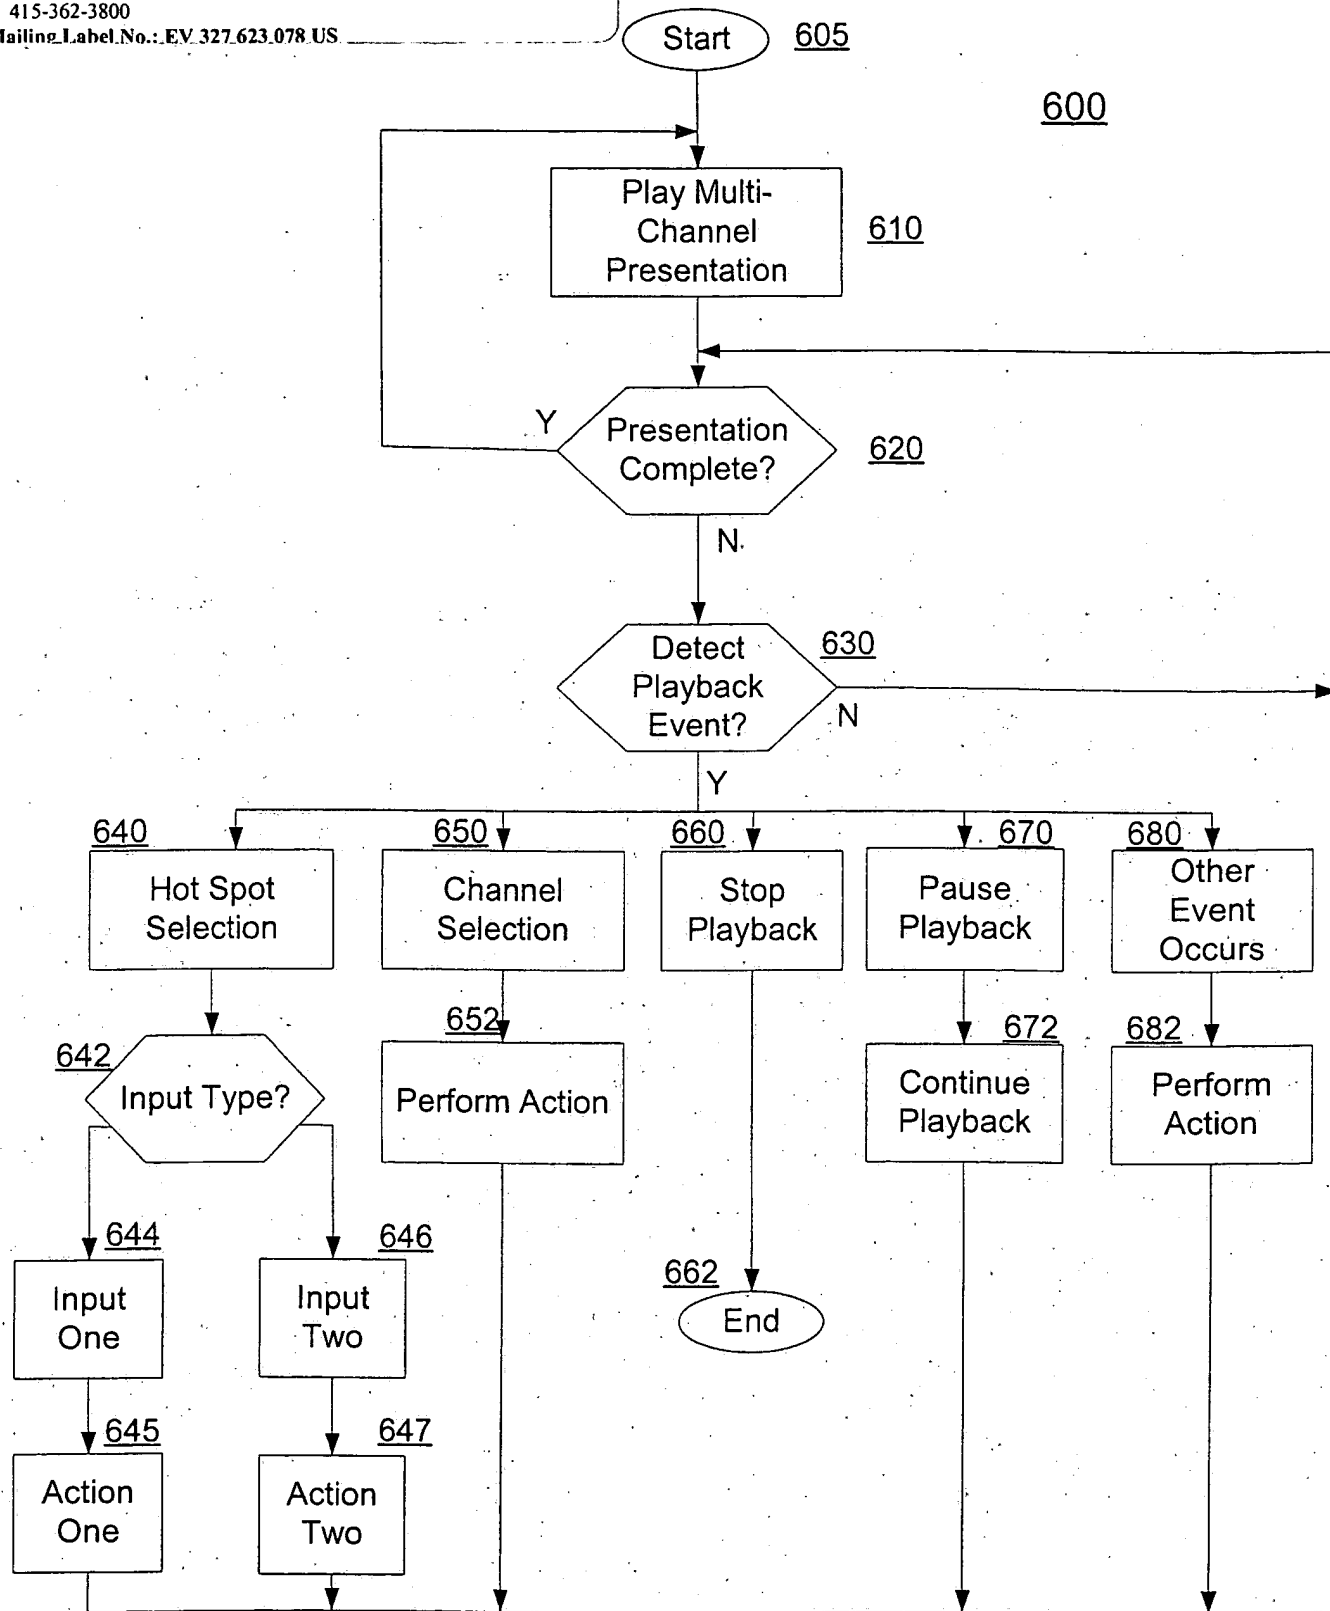 415-362-3800
Mailing Label No.: EV 327 623 078 US
Start
605
600
Play Multi-
Channel
Presentation
610
Y
Presentation
Complete?
620
N
Detect
Playback
Event?
630
N
Y
640
Hot Spot
Selection
650
Channel
Selection
660
Stop
Playback
670
Pause
Playback
680
Other
Event
Occurs
642
Input Type?
652
Perform Action
672
Continue
Playback
682
Perform
Action
644
Input
One
646
Input
Two
662
End
645
Action
One
647
Action
Two